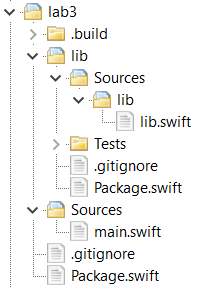 lab3
.build
lib
Sources
lib
lib.swift
Tests
.gitignore
Package.swift
Sources
main.swift
.gitignore
Package.swift